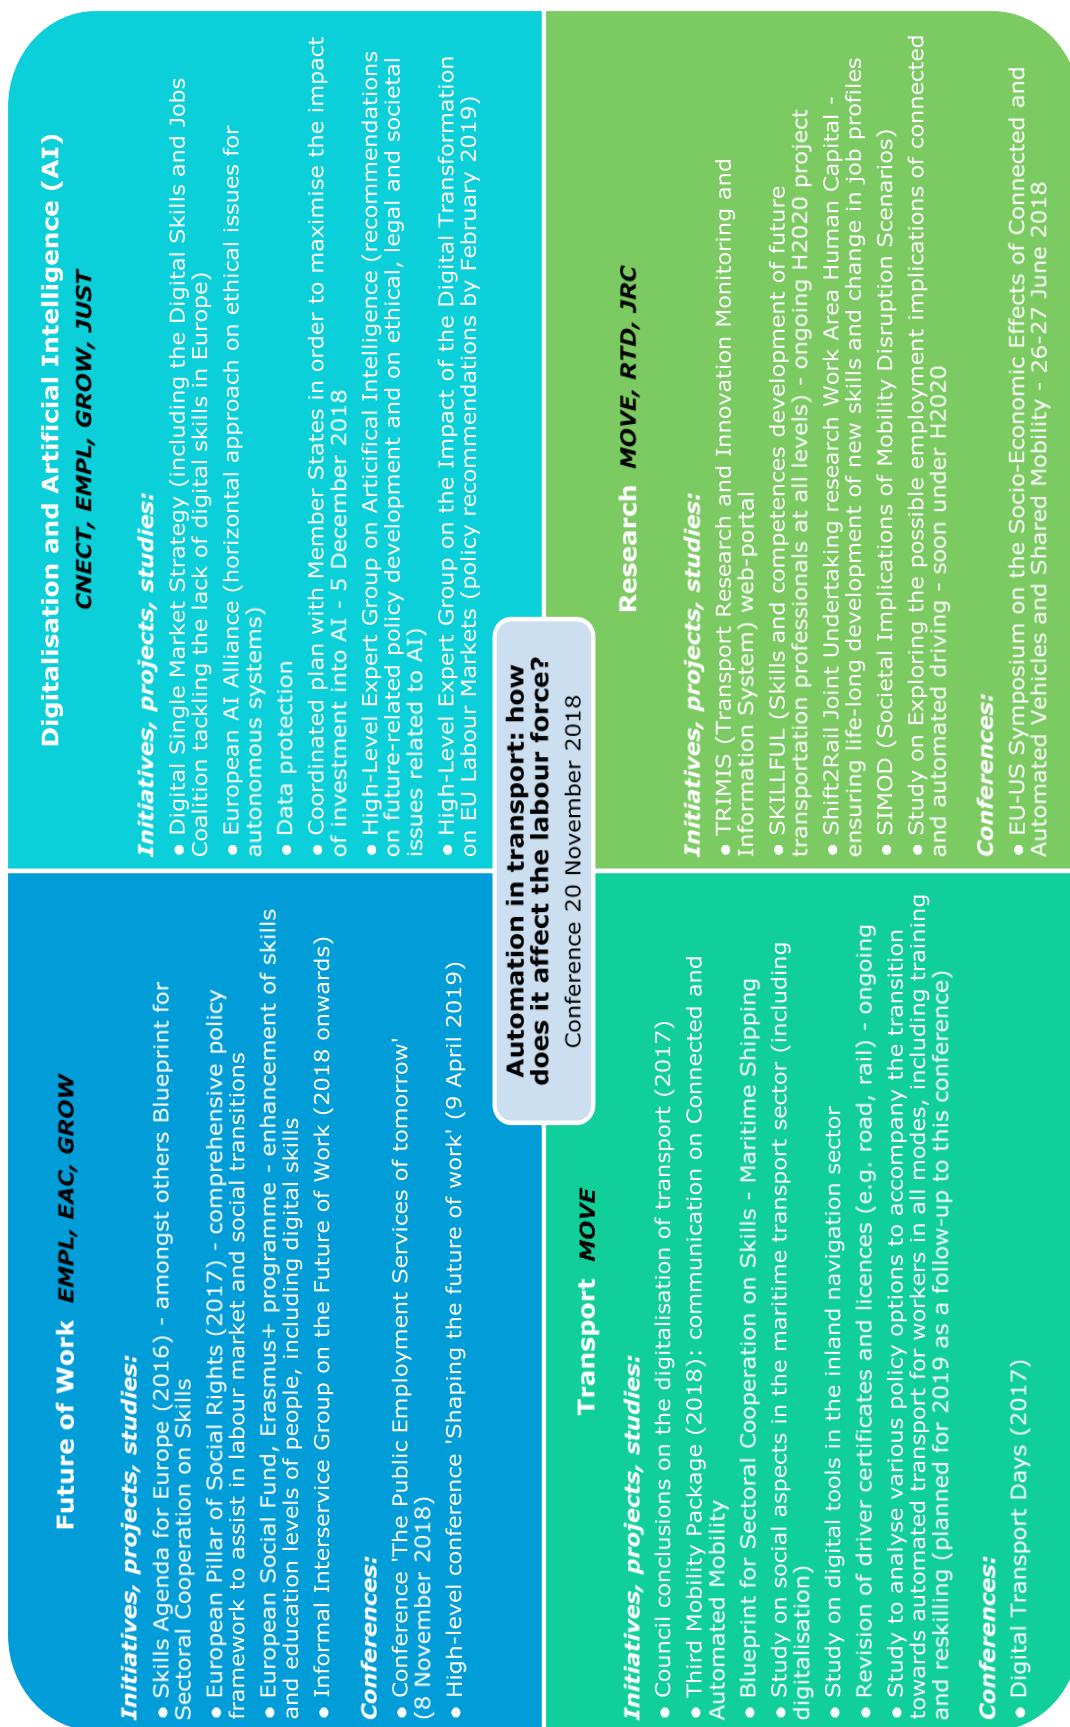 Future of Work EMPL, EAC, GROW
Initiatives, projects, studies:
• Skills Agenda for Europe (2016) - amongst others Blueprint for
Sectoral Cooperation on Skills
• European Pillar of Social Rights (2017) - comprehensive policy
framework to assist in labour market and social transitions
• European Social Fund, Erasmus+ programme - enhancement of skills
and education levels of people, including digital skills
• Informal Interservice Group on the Future of Work (2018 onwards)
Conferences:
• Conference 'The Public Employment Services of tomorrow'
(8 November 2018)
• High-level conference 'Shaping the future of work' (9 April 2019)
Digitalisation and Artificial Intelligence (AI)
CNECT, EMPL, GROW, JUST
Initiatives, projects, studies:
• Digital Single Market Strategy (including the Digital Skills and Jobs
Coalition tackling the lack of digital skills in Europe)
• European AI Alliance (horizontal approach on ethical issues for
autonomous systems)
• Data protection
• Coordinated plan with Member States in order to maximise the impact
of investment into AI - 5 December 2018
• High-Level Expert Group on Articifical Intelligence (recommendations
on future-related policy development and on ethical, legal and societal
issues related to AI)
• High-Level Expert Group on the Impact of the Digital Transformation
on EU Labour Markets (policy recommendations by February 2019)
Automation in transport: how
does it affect the labour force?
Conference 20 November 2018
Transport MOVE
Initiatives, projects, studies:
• Council conclusions on the digitalisation of transport (2017)
• Third Mobility Package (2018): communication on Connected and
Automated Mobility
• Blueprint for Sectoral Cooperation on Skills - Maritime Shipping
• Study on social aspects in the maritime transport sector (including
digitalisation)
• Study on digital tools in the inland navigation sector
• Revision of driver certificates and licences (e.g. road, rail) - ongoing
• Study to analyse various policy options to accompany the transition
towards automated transport for workers in all modes, including training
and reskilling (planned for 2019 as a follow-up to this conference)
Conferences:
• Digital Transport Days (2017)
Research MOVE, RTD, JRC
Initiatives, projects, studies:
• TRIMIS (Transport Research and Innovation Monitoring and
Information System) web-portal
• SKILLFUL (Skills and competences development of future
transportation professionals at all levels) - ongoing H2020 project
• Shift2Rail Joint Undertaking research Work Area Human Capital -
ensuring life-long development of new skills and change in job profiles
• SIMOD (Societal Implications of Mobility Disruption Scenarios)
• Study on Exploring the possible employment implications of connected
and automated driving - soon under H2020
Conferences:
• EU-US Symposium on the Socio-Economic Effects of Connected and
Automated Vehicles and Shared Mobility - 26-27 June 2018